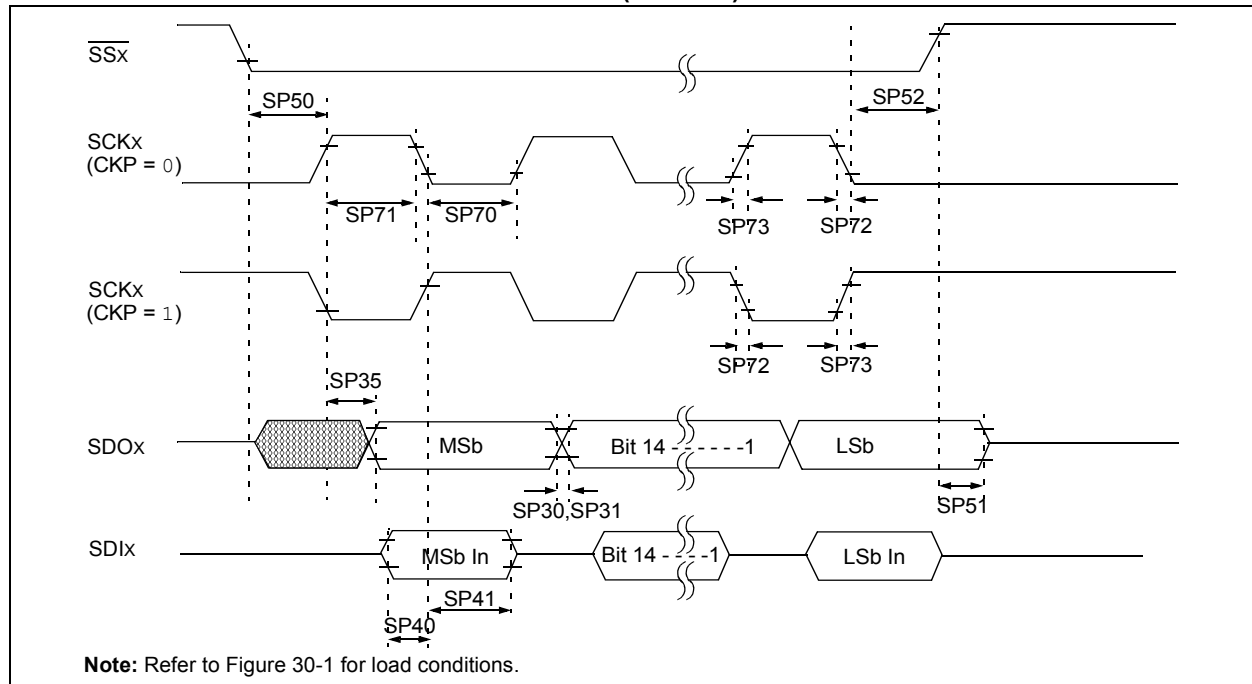 SSx
SP50
SP52
SCKx
(CKP = 0)
SP71
SP70
SP73
SP72
SCKx
(CKP = 1)
SP72
SP73
SP35
SDOx
MSb
Bit 14 - - - - - -1
LSb
SP30,SP31
SP51
SDIx
MSb In
Bit 14 - - - -1
LSb In
SP41
SP40
Note: Refer to Figure 30-1 for load conditions.